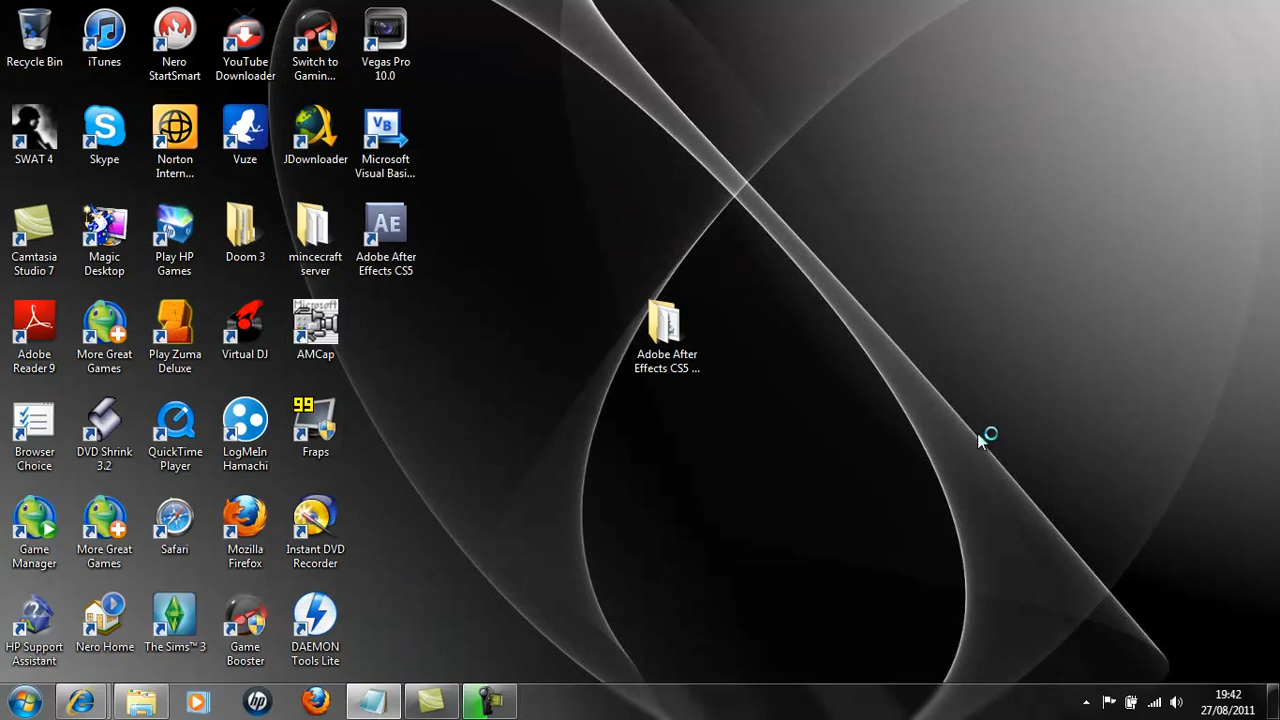 Recycle Bin
iTunes
Nero
StartSmart
YouTube
Downloader
Switch to
Gamin...
Vegas Pro
10.0
SWAT 4
Skype
Norton
Intern...
Vuze
JDownloader
VB
Microsoft
Visual Basi...
Camtasia
Studio 7
Magic
Desktop
Play HP
Games
Doom 3
mincecraft
server
AE
Adobe After
Effects CS5
Adobe
Reader 9
More Great
Games
Play Zuma
Deluxe
Virtual DJ
Microsoft
AMCap
Adobe After
Effects CS5 ...
Browser
Choice
DVD Shrink
3.2
QuickTime
Player
LogMeIn
Hamachi
99
Fraps
Game
Manager
More Great
Games
Safari
Mozilla
Firefox
Instant DVD
Recorder
HP Support
Assistant
Nero Home
The Sims™ 3
Game
Booster
DAEMON
Tools Lite
hp
19:42
27/08/2011